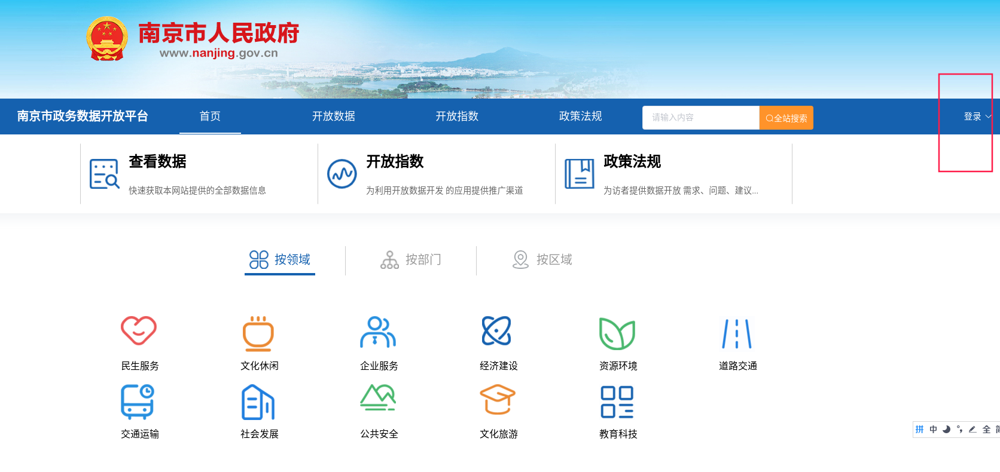 南京市人民政府
www.nanjing.gov.cn
南京市政务数据开放平台 首页 开放数据 开放指数 政策法规 请输入内容 全站搜索 登录
查看数据 开放指数 政策法规
快速获取本网站提供的全部数据信息 为利用开放数据开发 的应用提供推广渠道 为访者提供数据开放 需求、问题、建议...
按领域 按部门 按区域
民生服务 文化休闲 企业服务 经济建设 资源环境 道路交通
交通运输 社会发展 公共安全 文化旅游 教育科技
拼 中 °, 全